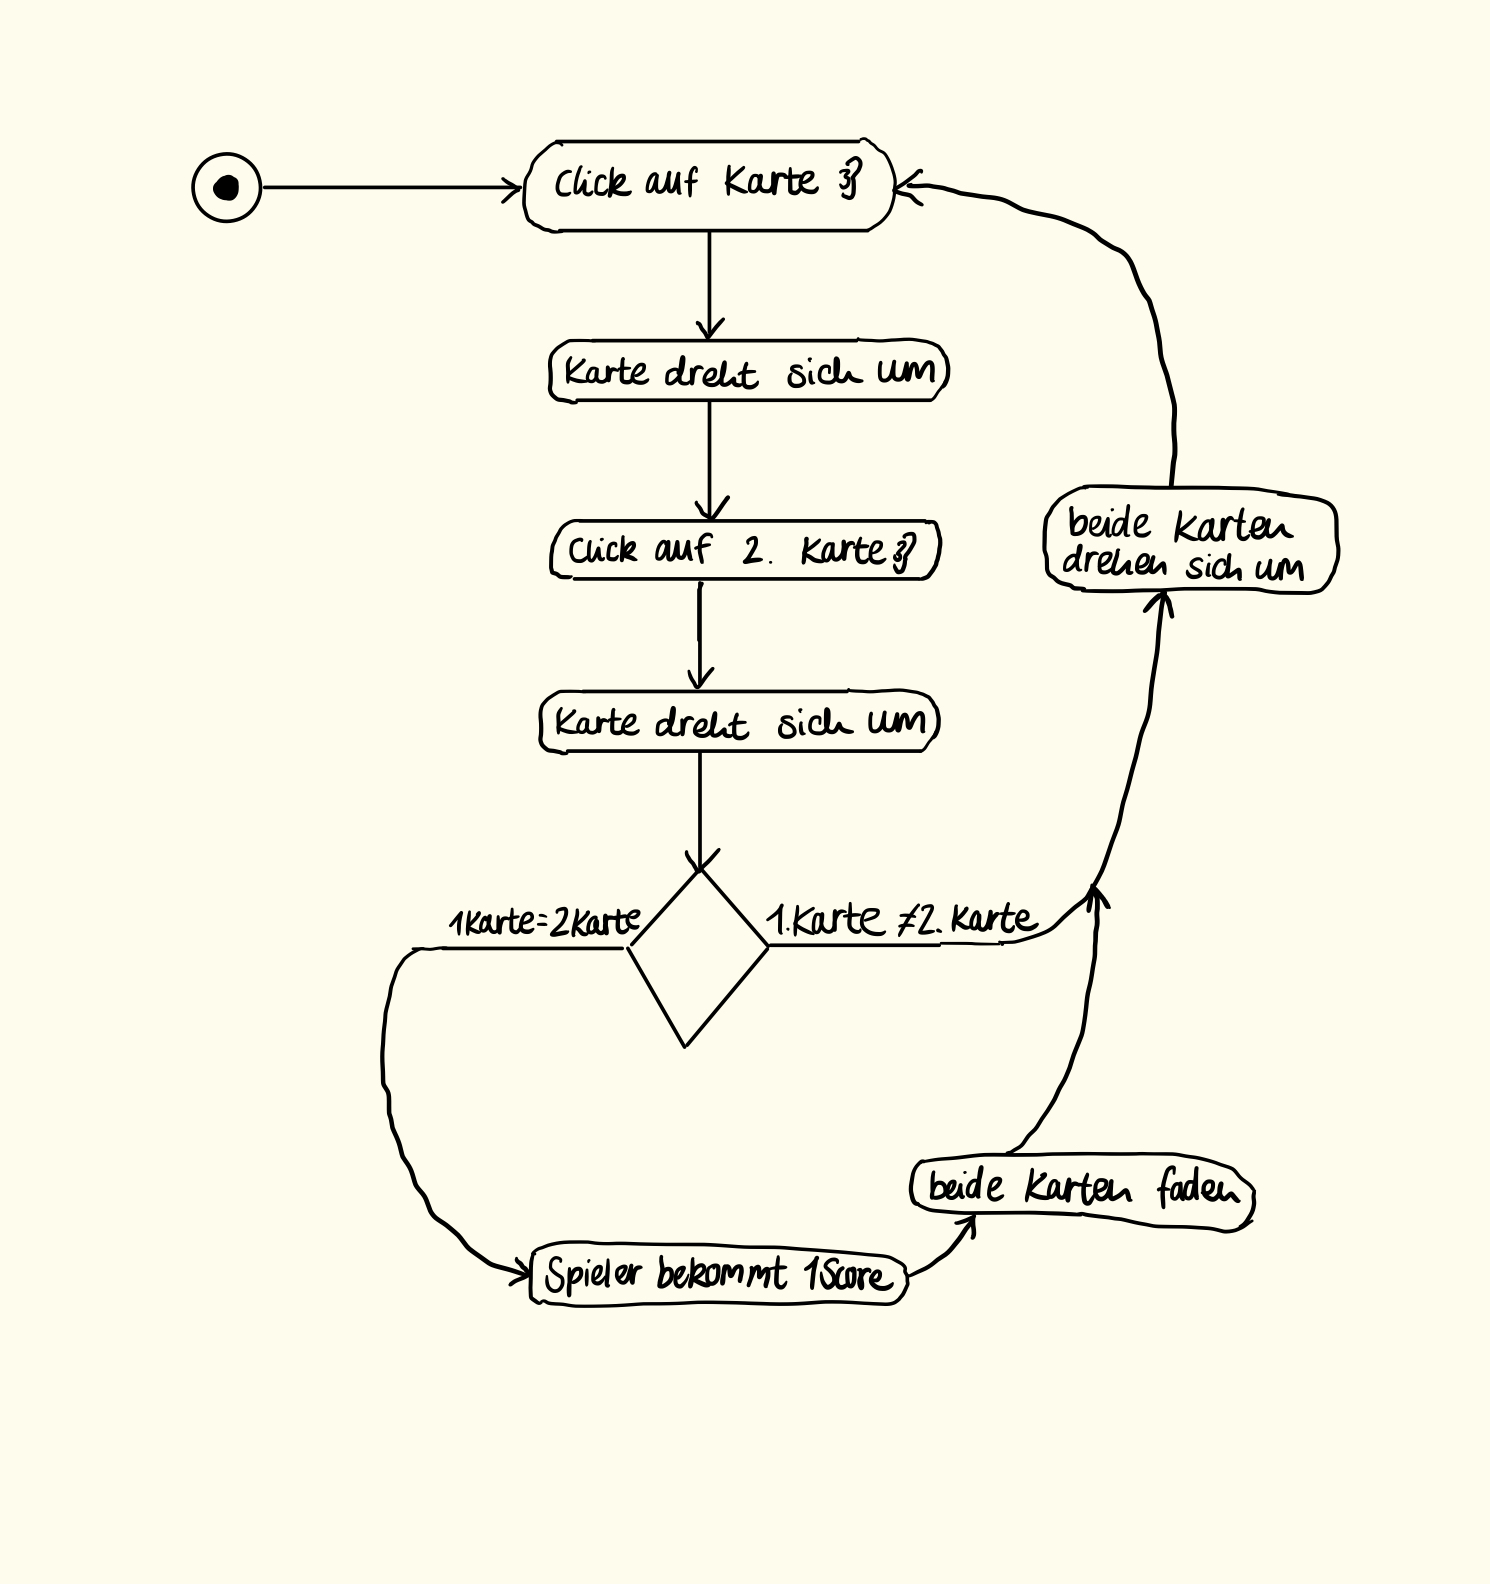 Click auf Karte
Karte dreht sich um
Click auf 2. Karte
Karte dreht sich um
1Karte=2Karte
1.Karte ≠2. Karte
beide Karten
drehen sich um
beide Karten faden
Spieler bekommt 1Score